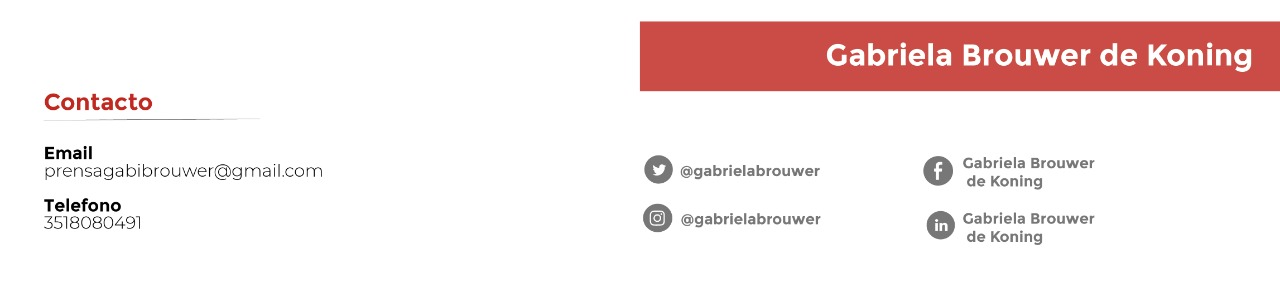 Gabriela Brouwer de Koning
Contacto
Email
prensagabibrouwer@gmail.com
Telefono
3518080491
@gabrielabrouwer
@gabrielabrouwer
Gabriela Brouwer
de Koning
Gabriela Brouwer
de Koning